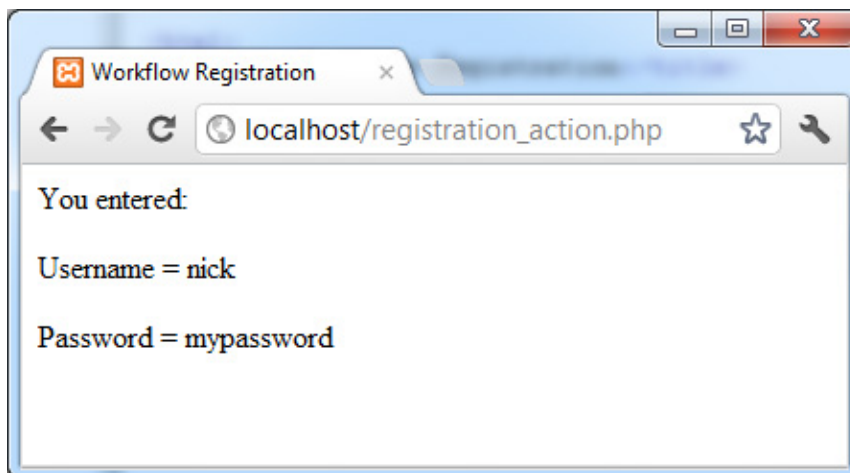 Workflow Registration
localhost/registration_action.php
You entered:
Username = nick
Password = mypassword